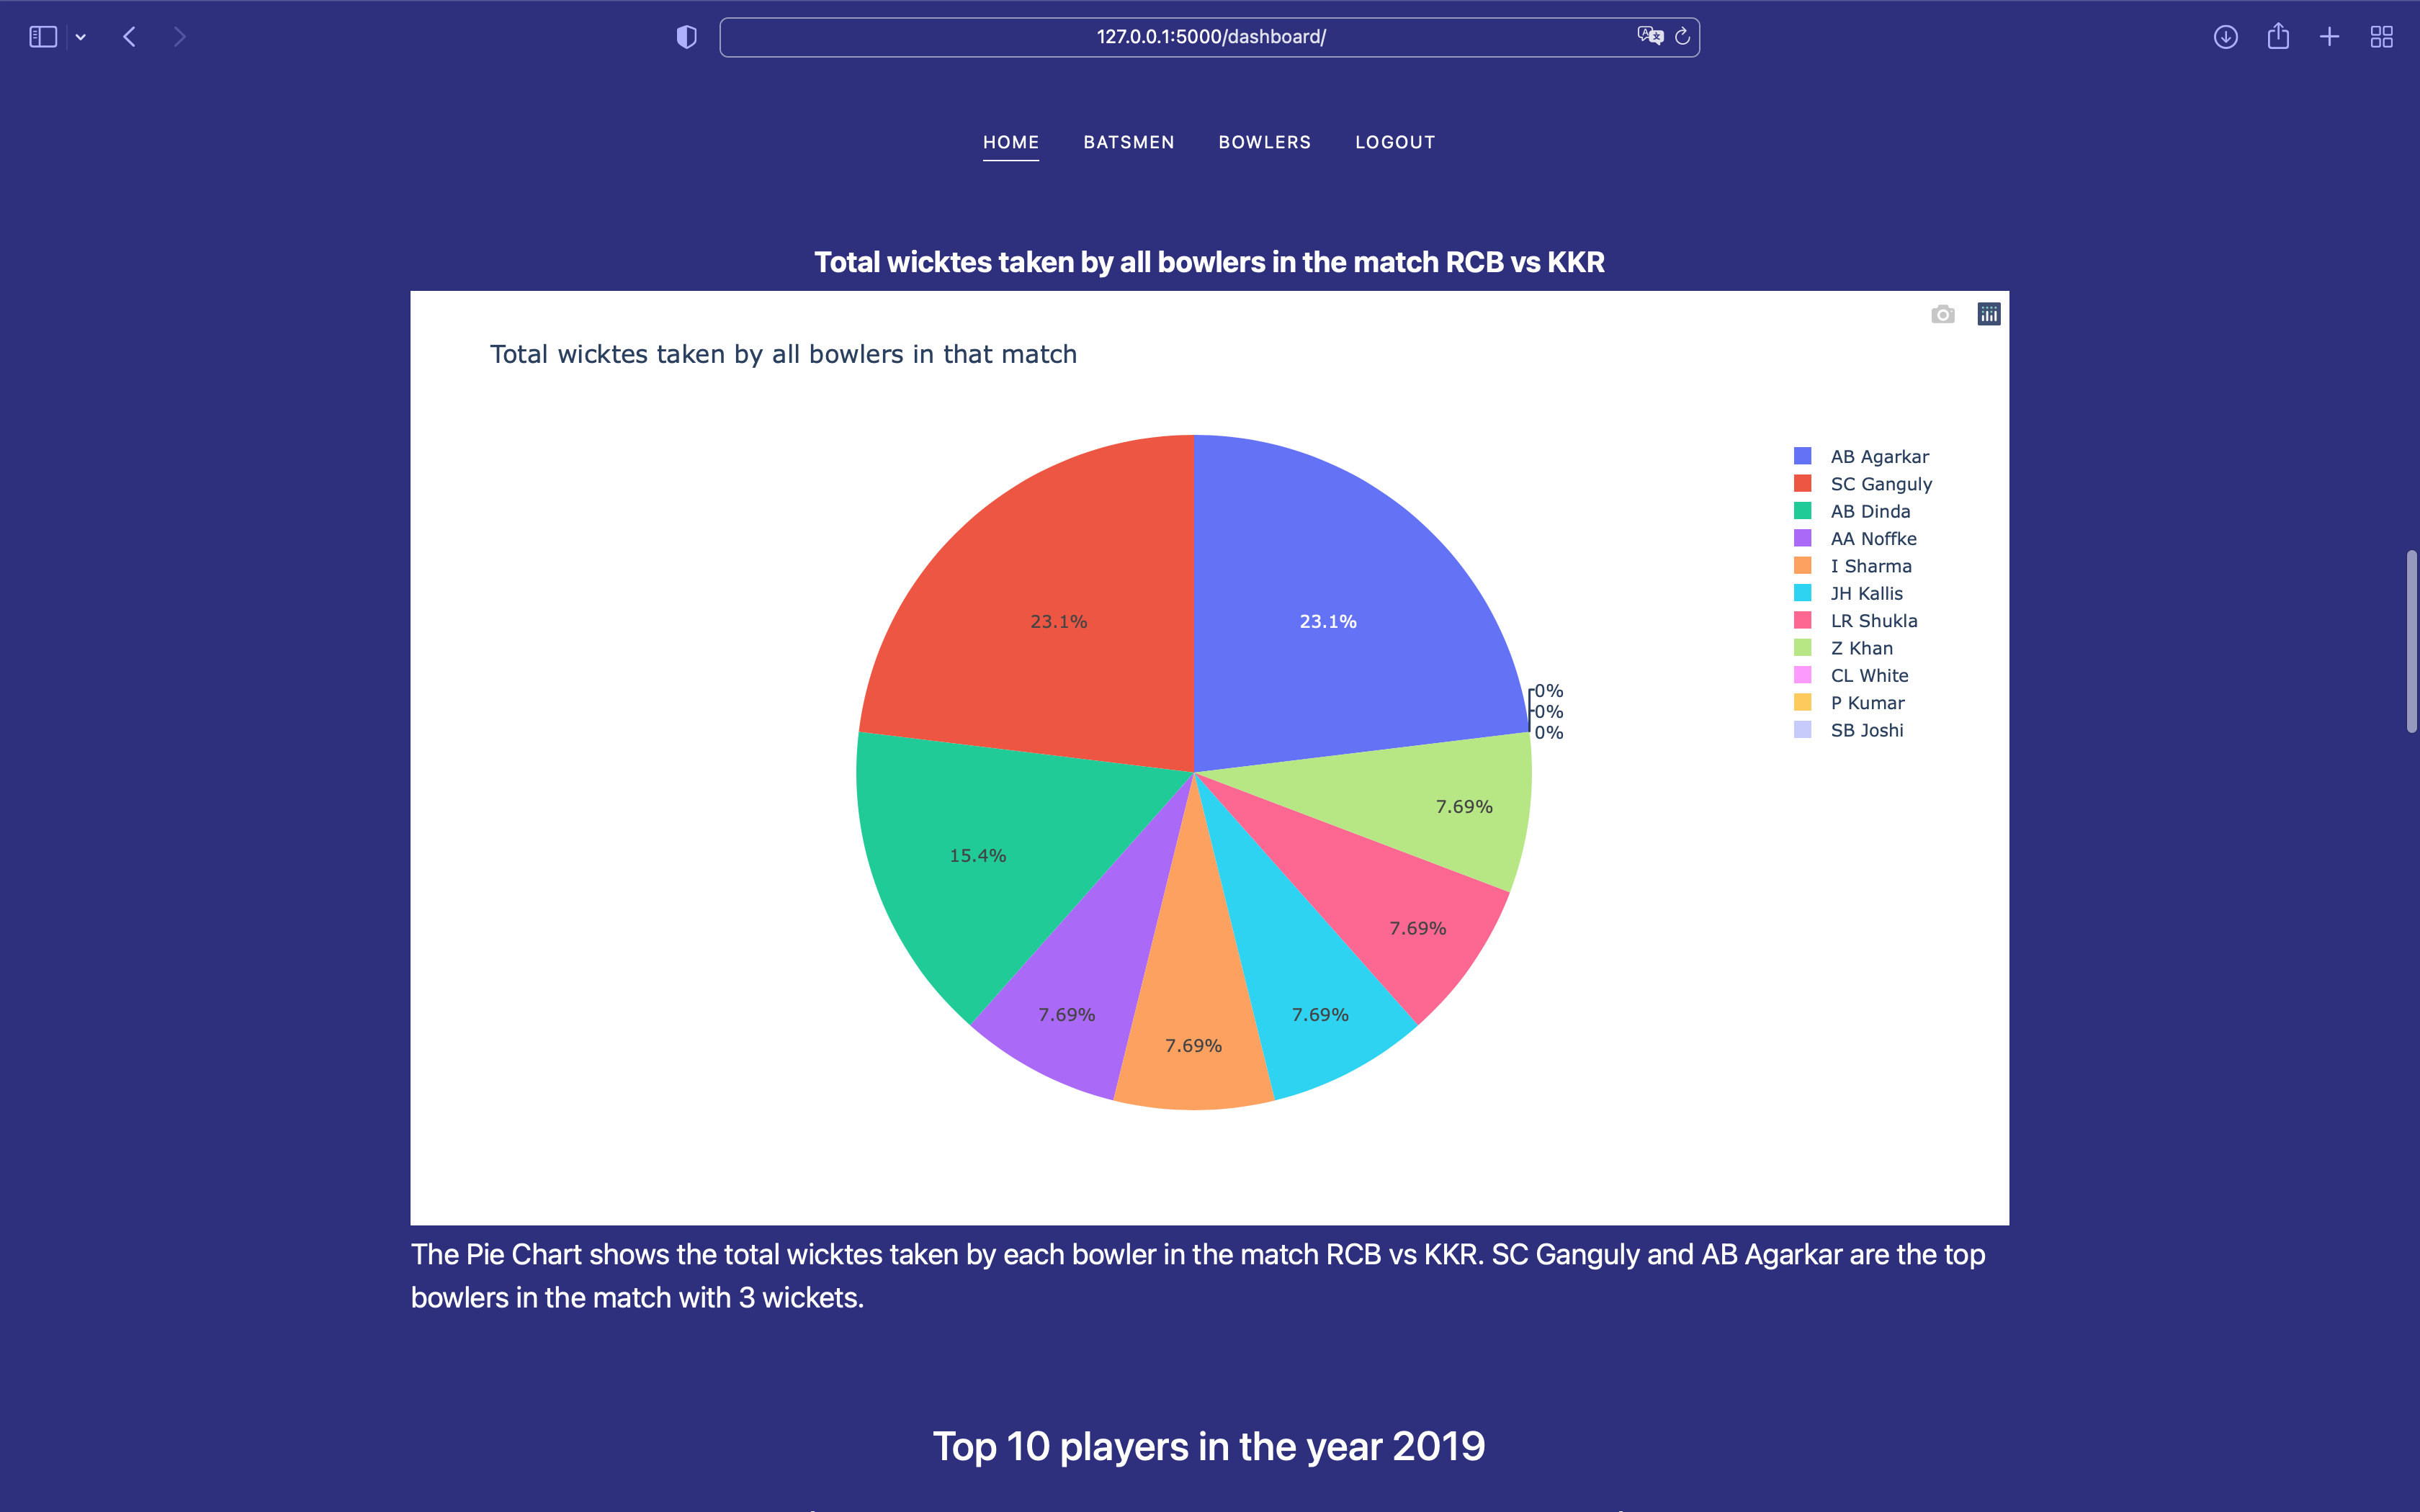 127.0.0.1:5000/dashboard/
HOME BATSMEN BOWLERS LOGOUT
Total wicktes taken by all bowlers in the match RCB vs KKR
Total wicktes taken by all bowlers in that match
23.1%
23.1%
0%
0%
0%
7.69%
15.4%
7.69%
7.69%
7.69%
7.69%
AB Agarkar
SC Ganguly
AB Dinda
AA Noffke
I Sharma
JH Kallis
LR Shukla
Z Khan
CL White
P Kumar
SB Joshi
The Pie Chart shows the total wicktes taken by each bowler in the match RCB vs KKR. SC Ganguly and AB Agarkar are the top
bowlers in the match with 3 wickets.
Top 10 players in the year 2019